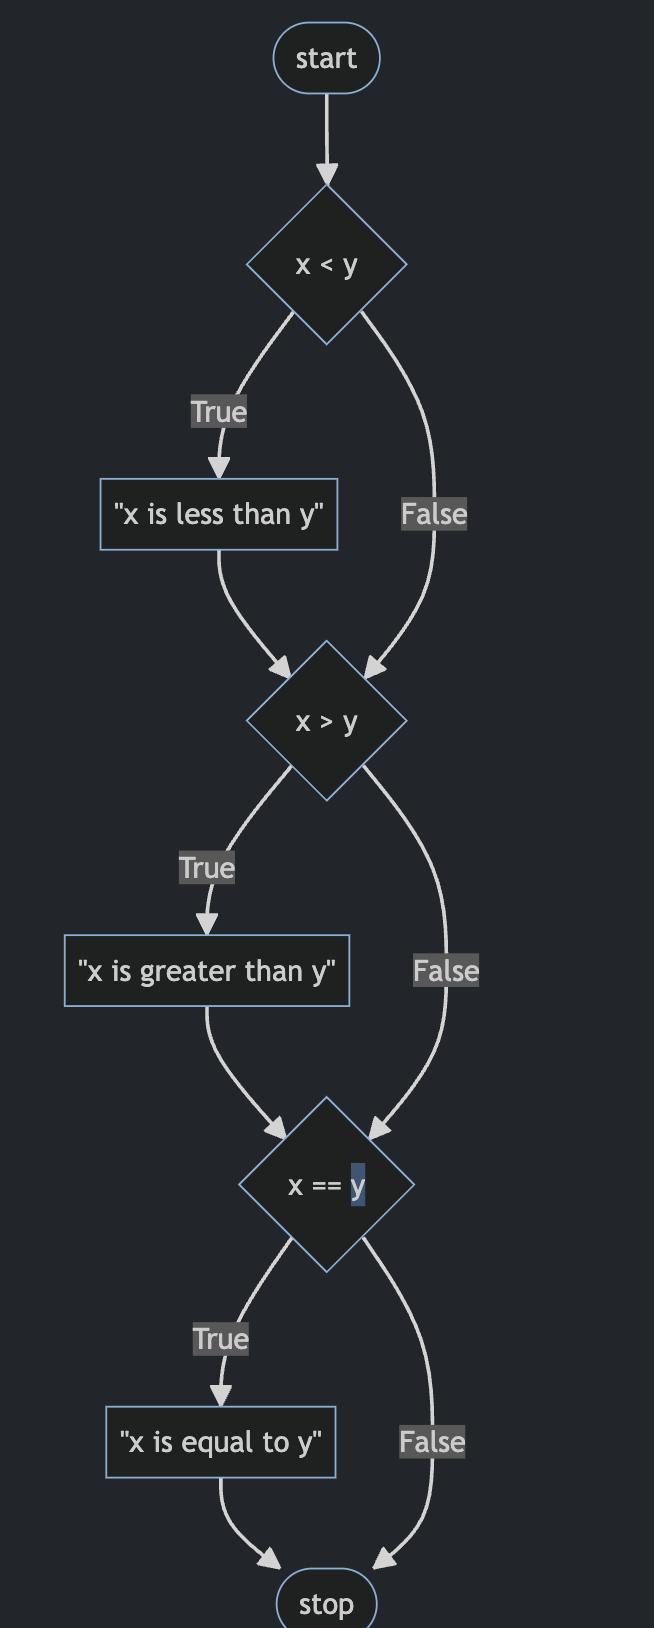 start
x < y
True
"x is less than y"
False
x > y
True
"x is greater than y"
False
x == y
True
"x is equal to y"
False
stop